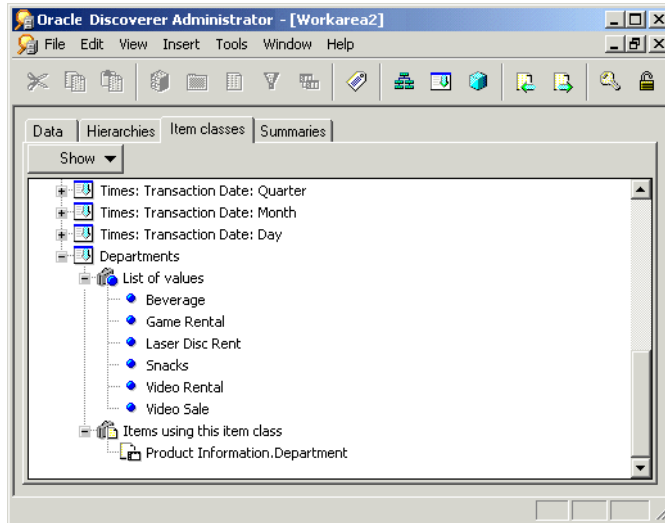 Oracle Discoverer Administrator - [Workarea2]
File Edit View Insert Tools Window Help
Data Hierarchies Item classes Summaries
Show
Times: Transaction Date: Quarter
Times: Transaction Date: Month
Times: Transaction Date: Day
Departments
List of values
Beverage
Game Rental
Laser Disc Rent
Snacks
Video Rental
Video Sale
Items using this item class
Product Information.Department